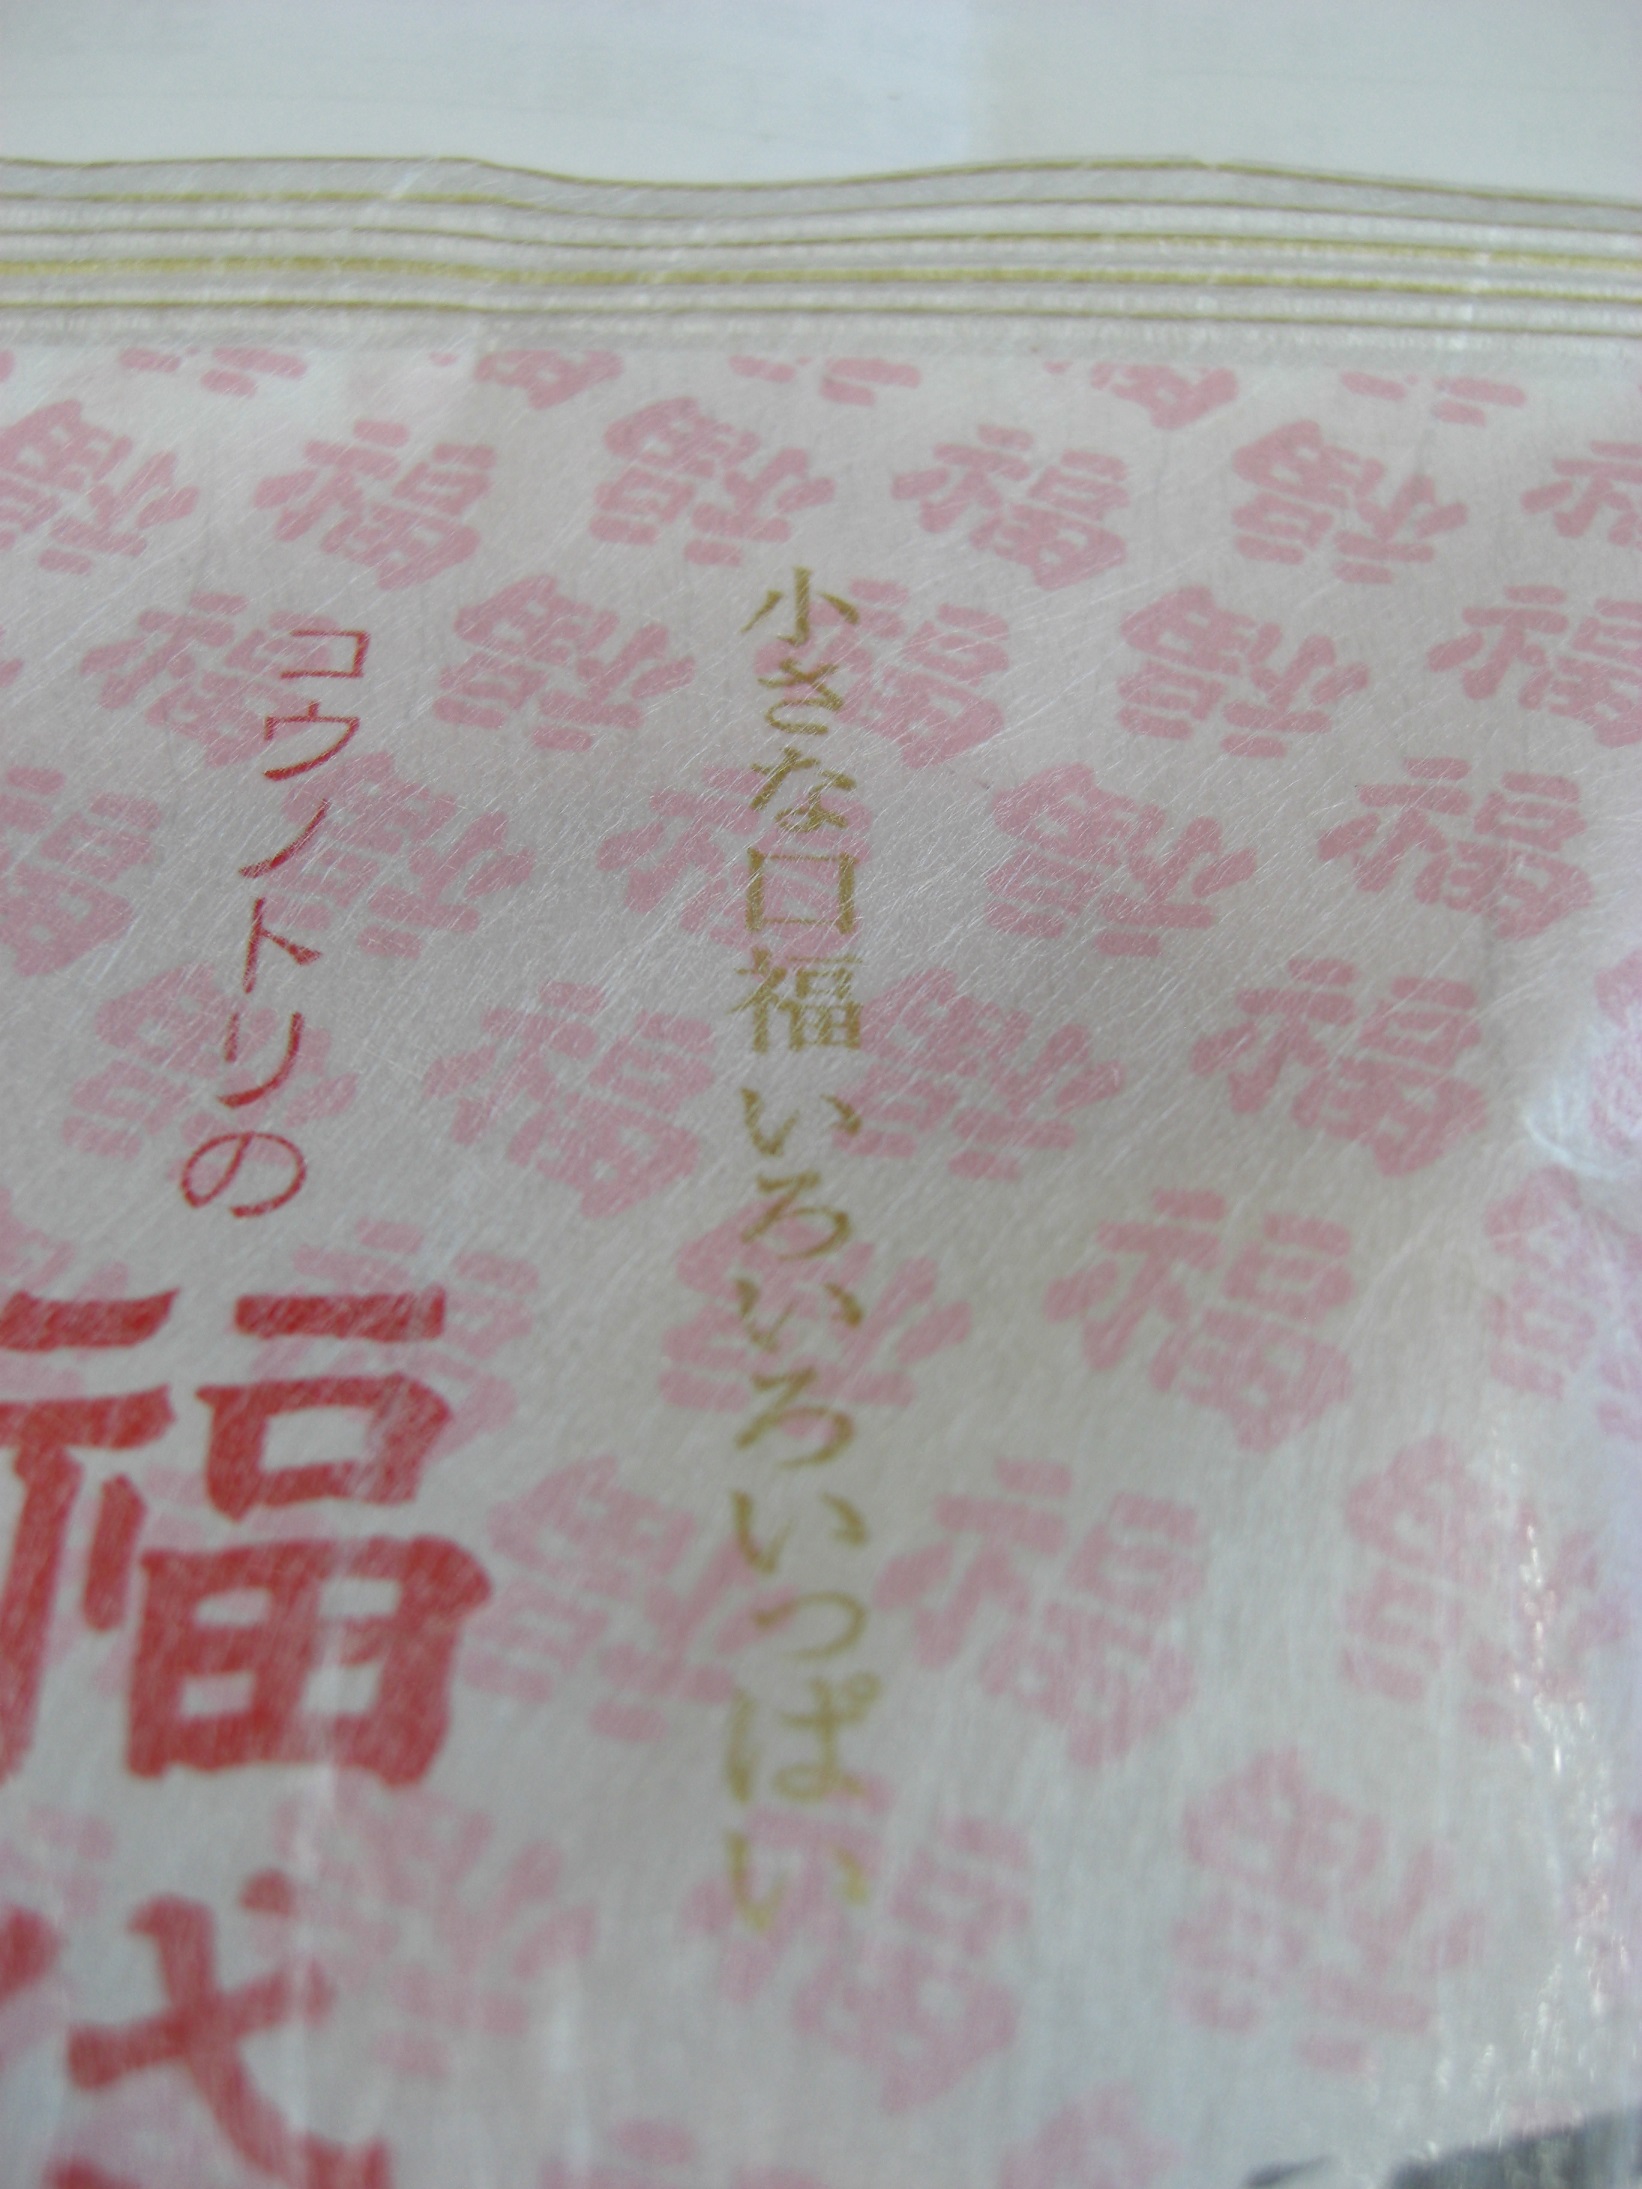 小さな口福 いろいろいっぱい
コウノトリの
福